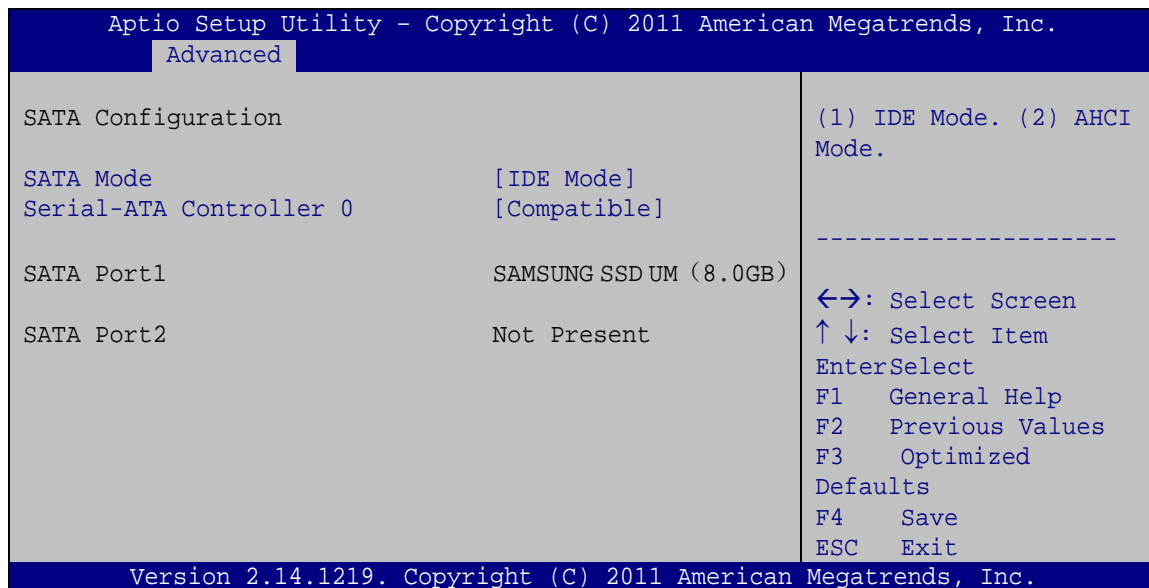 Aptio Setup Utility – Copyright (C) 2011 American Megatrends, Inc.
Advanced
SATA Configuration
SATA Mode [IDE Mode]
Serial-ATA Controller 0 [Compatible]
SATA Port1 SAMSUNG SSD UM (8.0GB)
SATA Port2 Not Present
(1) IDE Mode. (2) AHCI
Mode.
---------------------
←→: Select Screen
↑ ↓: Select Item
EnterSelect
F1 General Help
F2 Previous Values
F3 Optimized
Defaults
F4 Save
ESC Exit
Version 2.14.1219. Copyright (C) 2011 American Megatrends, Inc.